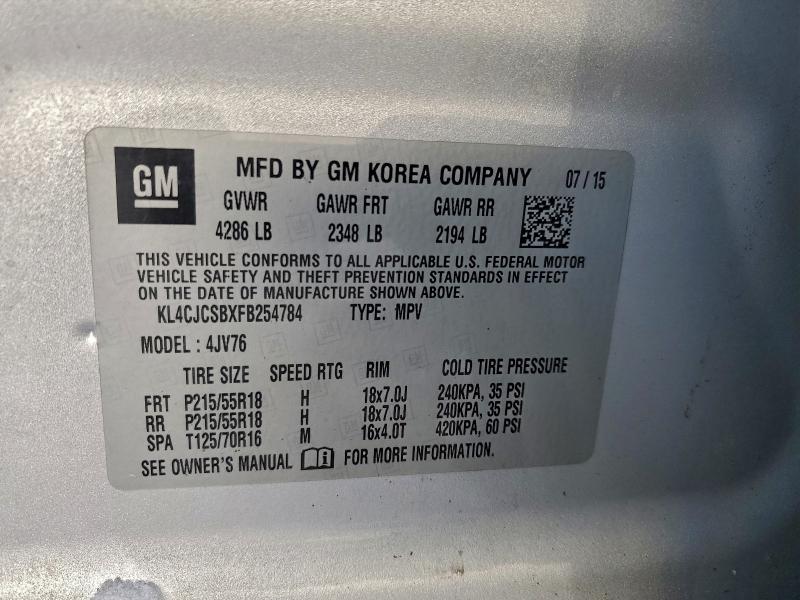 GM MFD BY GM KOREA COMPANY 07 / 15
GVWR GAWR FRT GAWR RR
4286 LB 2348 LB 2194 LB
THIS VEHICLE CONFORMS TO ALL APPLICABLE U.S. FEDERAL MOTOR
VEHICLE SAFETY AND THEFT PREVENTION STANDARDS IN EFFECT
ON THE DATE OF MANUFACTURE SHOWN ABOVE.
KL4CJCSBXFB254784 TYPE: MPV
MODEL : 4JV76
TIRE SIZE SPEED RTG RIM COLD TIRE PRESSURE
FRT P215/55R18 H 18x7.0J 240KPA, 35 PSI
RR P215/55R18 H 18x7.0J 240KPA, 35 PSI
SPA T125/70R16 M 16x4.0T 420KPA, 60 PSI
SEE OWNER'S MANUAL i FOR MORE INFORMATION.